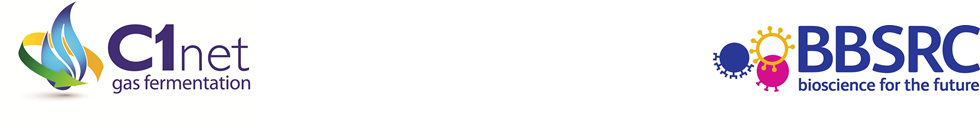 C1net
gas fermentation
BBSRC
bioscience for the future